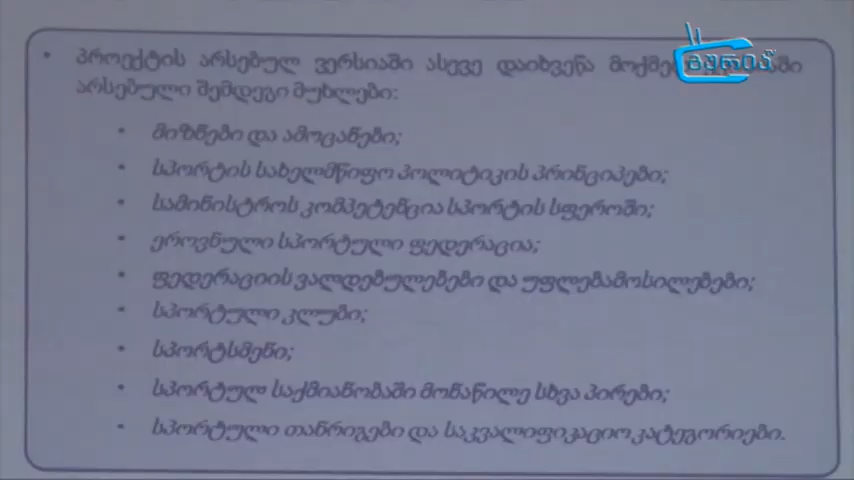 • პროექტის არსებულ ვერსიაში ასევე დაიხვეწა
არსებული შემდეგი მუხლები:
• მიზნები და ამოცანები;
• სპორტის სახელმწიფო პოლიტიკის პრინციპები;
• სამინისტროს კომპეტენცია სპორტის სფეროში;
• ეროვნული სპორტული ფედერაცია;
• ფედერაციის ვალდებულებები და უფლებამოსილებები;
• სპორტული კლუბი;
• სპორტსმენი;
• სპორტულ საქმიანობაში მონაწილე სხვა პირები;
• სპორტული თანრიგები და საკვალიფიკაციო კატეგორიები.
გურია TV